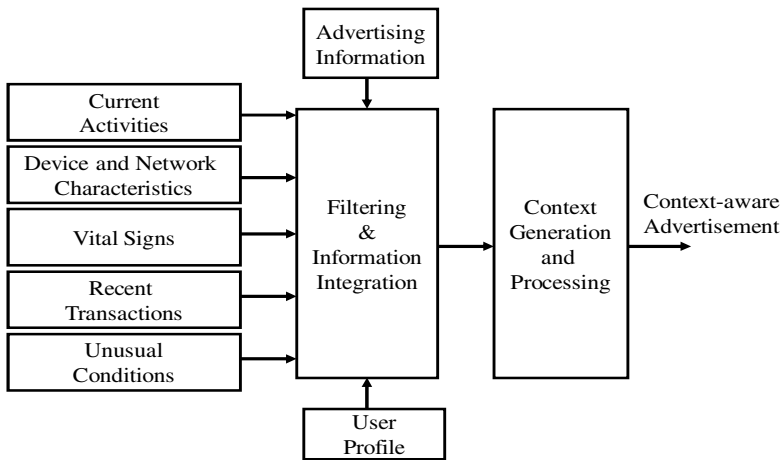 Advertising
Information
Current
Activities
Device and Network
Characteristics
Vital Signs
Recent
Transactions
Unusual
Conditions
Filtering
&
Information
Integration
User
Profile
Context
Generation
and
Processing
Context-aware
Advertisement